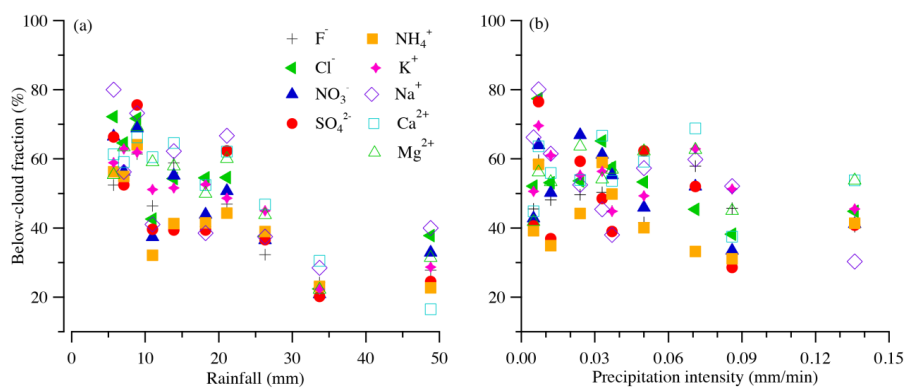 (a)
(b)
Below-cloud fraction (%)
100
80
60
40
20
0
10
20
30
40
50
Rainfall (mm)
F⁻
Cl⁻
NO₃⁻
SO₄²⁻
NH₄⁺
K⁺
Na⁺
Ca²⁺
Mg²⁺
100
80
60
40
20
0.00
0.03
0.06
0.09
0.12
0.15
Precipitation intensity (mm/min)